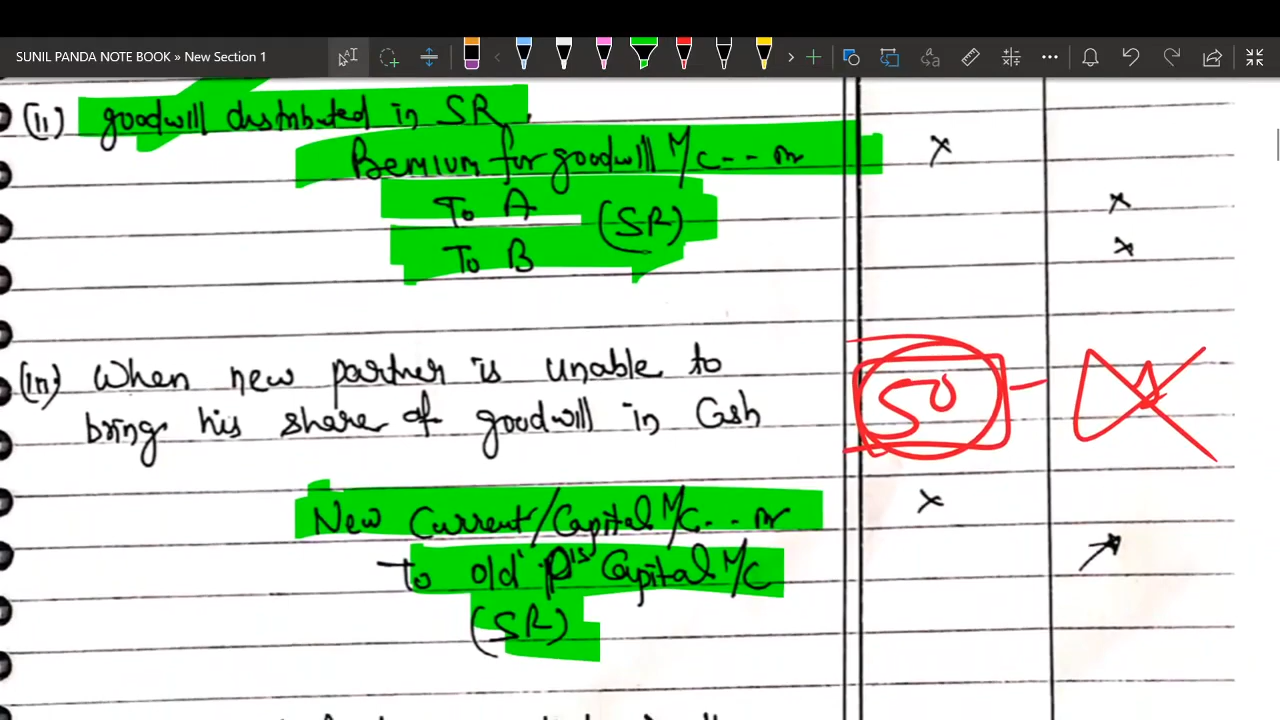 SUNIL PANDA NOTE BOOK » New Section 1
(ii) goodwill distributed in SR.
Premium for goodwill A/c -- Dr x
To A (SR) x
To B x
(iii) When new partner is unable to 50
bring his share of goodwill in Cash
New Current/Capital A/c -- Dr x
To old P's Capital A/c
(SR)